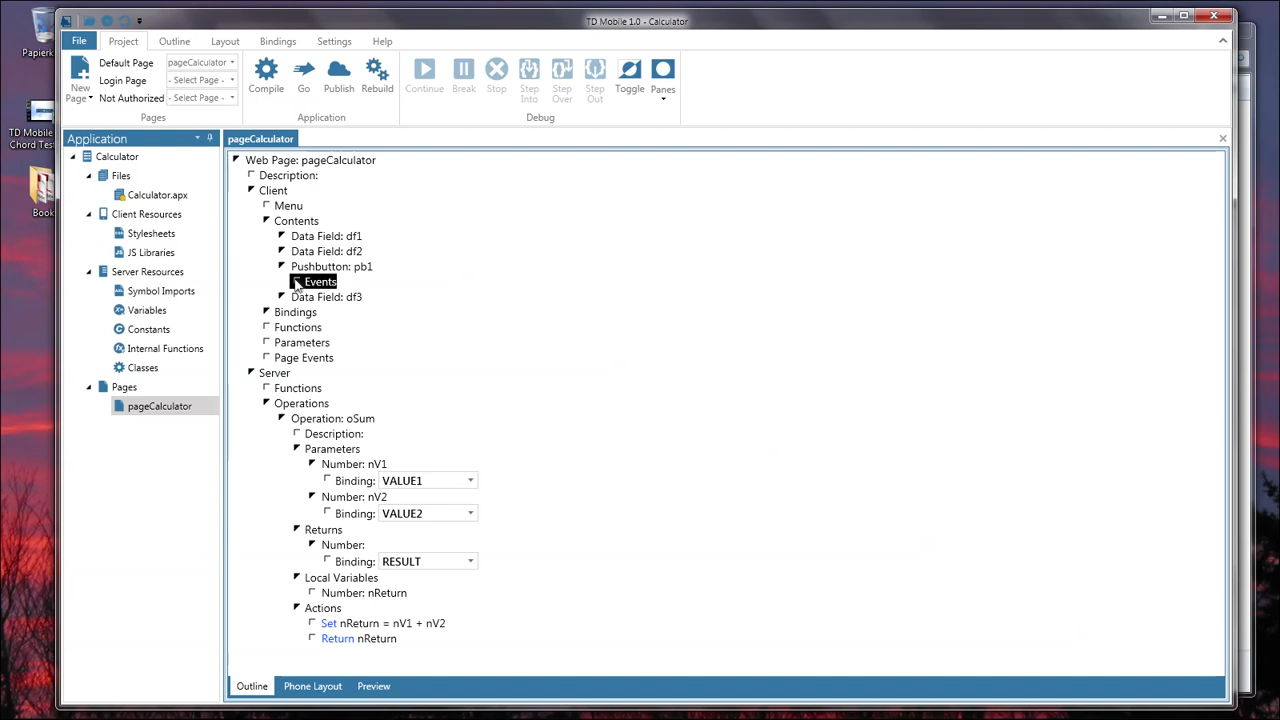 Papierk
TD Mobile
Chord Test
Book
TD Mobile 1.0 - Calculator
File
Project
Outline
Layout
Bindings
Settings
Help
New
Page
Default Page
pageCalculator
Login Page
- Select Page -
Not Authorized
- Select Page -
Pages
Compile
Go
Publish
Rebuild
Application
Continue
Break
Stop
Step
Into
Step
Over
Step
Out
Toggle
Panes
Debug
Application
Calculator
Files
Calculator.apx
Client Resources
Stylesheets
JS Libraries
Server Resources
Symbol Imports
Variables
Constants
Internal Functions
Classes
Pages
pageCalculator
pageCalculator
Web Page: pageCalculator
Description:
Client
Menu
Contents
Data Field: df1
Data Field: df2
Pushbutton: pb1
Events
Data Field: df3
Bindings
Functions
Parameters
Page Events
Server
Functions
Operations
Operation: oSum
Description:
Parameters
Number: nV1
Binding: VALUE1
Number: nV2
Binding: VALUE2
Returns
Number:
Binding: RESULT
Local Variables
Number: nReturn
Actions
Set nReturn = nV1 + nV2
Return nReturn
Outline
Phone Layout
Preview